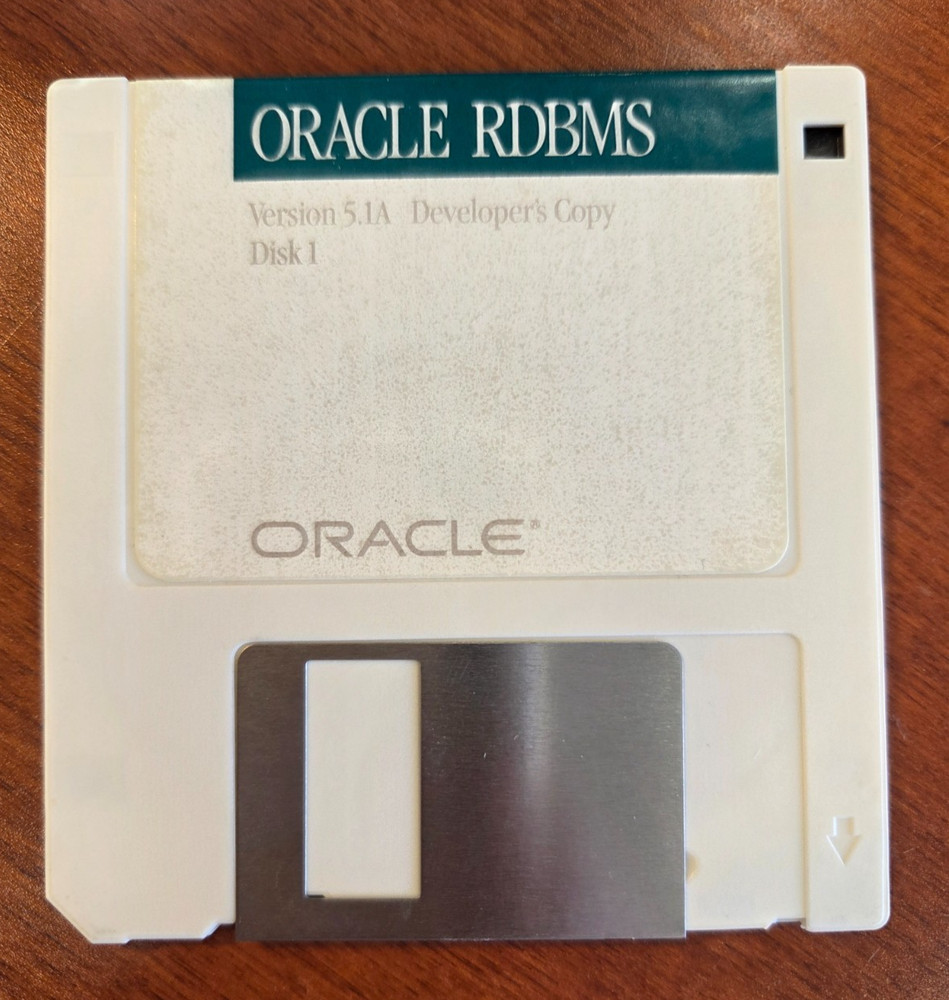 ORACLE RDBMS
Version 5.1A Developer's Copy
Disk 1
ORACLE®